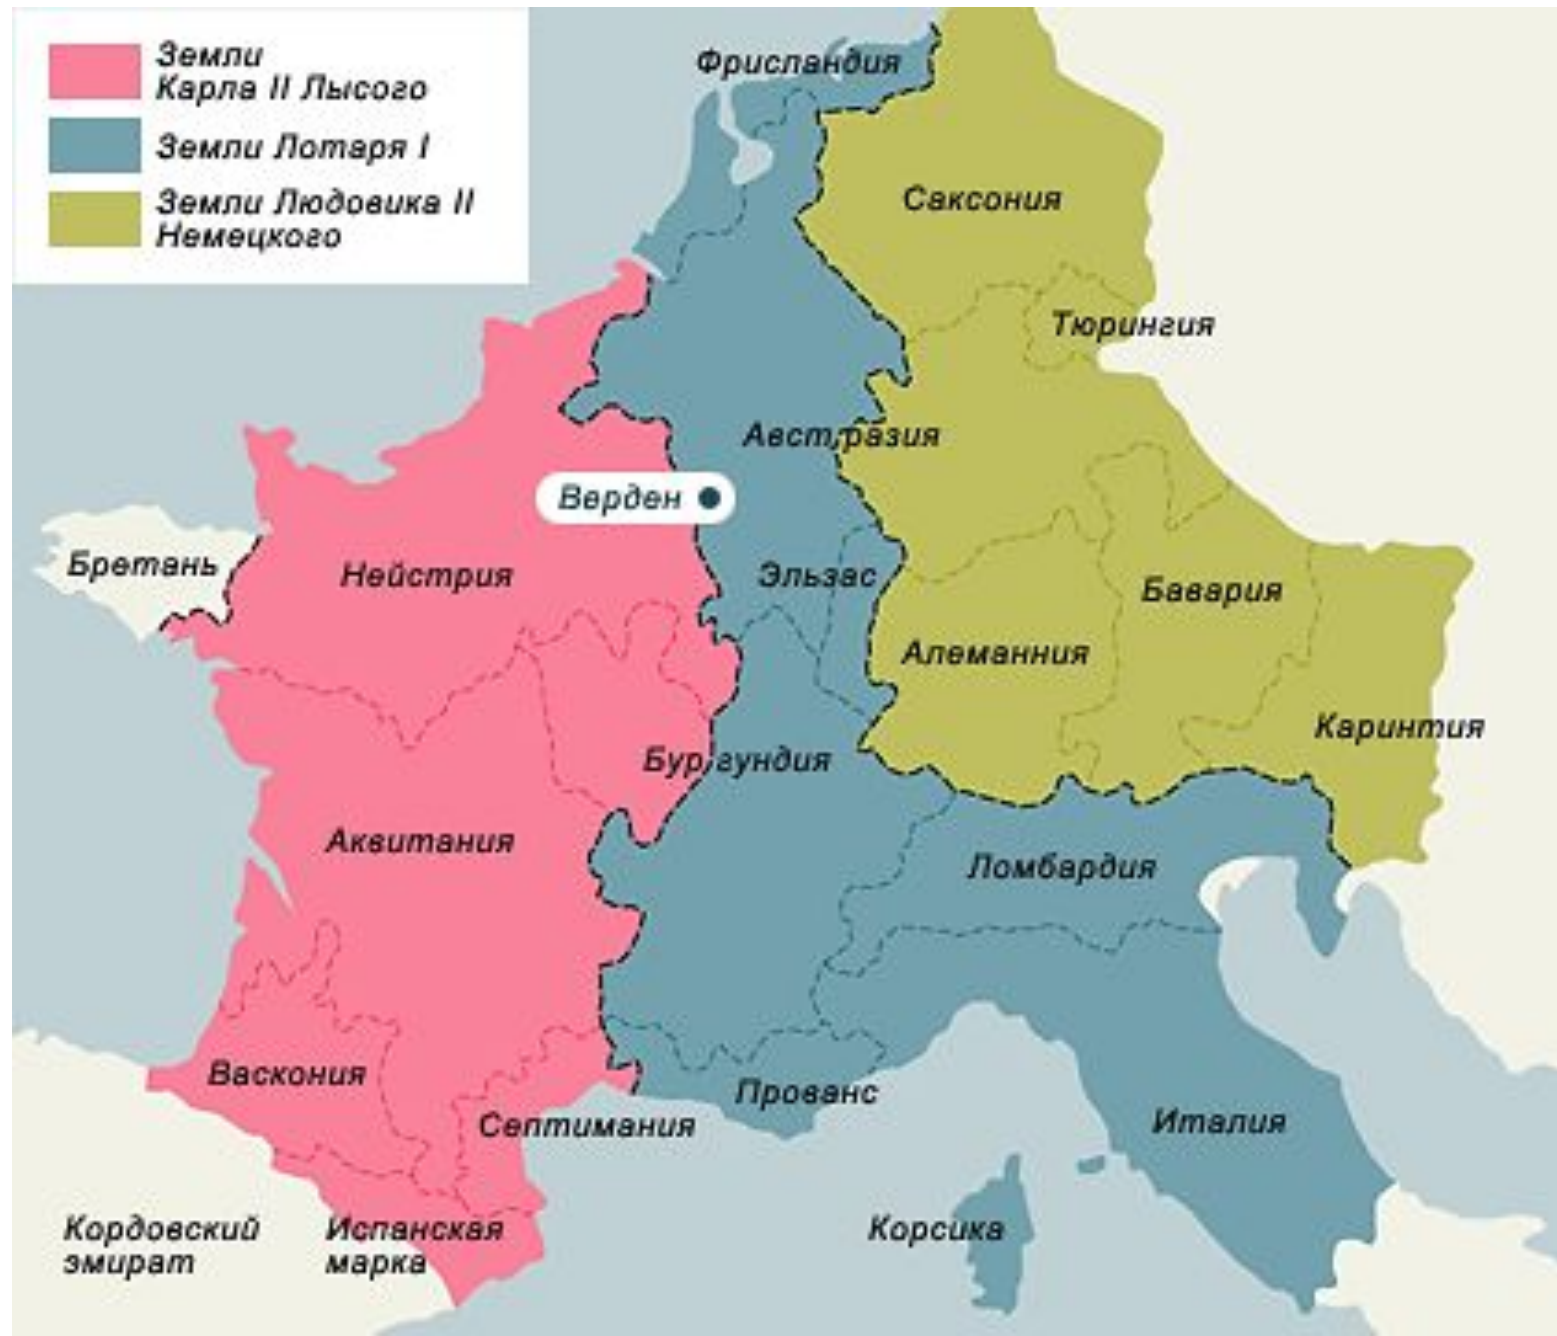 Земли
Карла II Лысого
Земли Лотаря I
Земли Людовика II
Немецкого
Фрисландия
Саксония
Тюрингия
Австразия
Верден
Бретань
Нейстрия
Эльзас
Бавария
Алеманния
Каринтия
Бургундия
Аквитания
Ломбардия
Васкония
Прованс
Септимания
Италия
Кордовский
эмират
Испанская
марка
Корсика